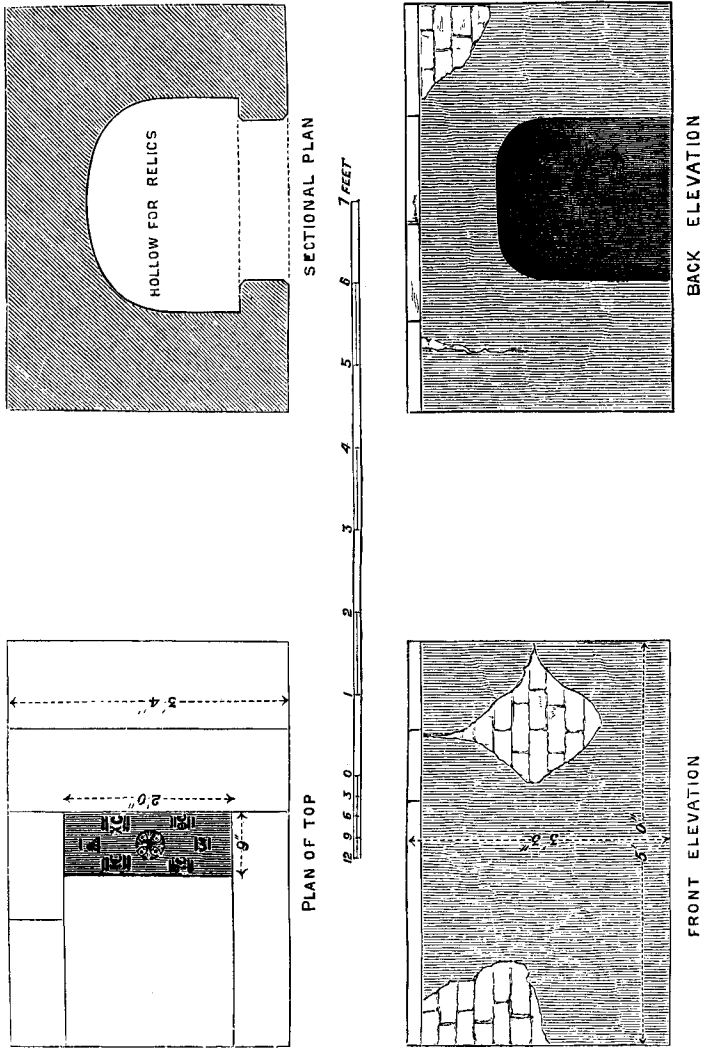 3'.4"
2'.0"
9"
XC
PLAN OF TOP
HOLLOW FOR RELICS
SECTIONAL PLAN
12 9 6 3 0 1 2 3 4 5 6 7 FEET
3'.3"
5'.0"
FRONT ELEVATION
BACK ELEVATION